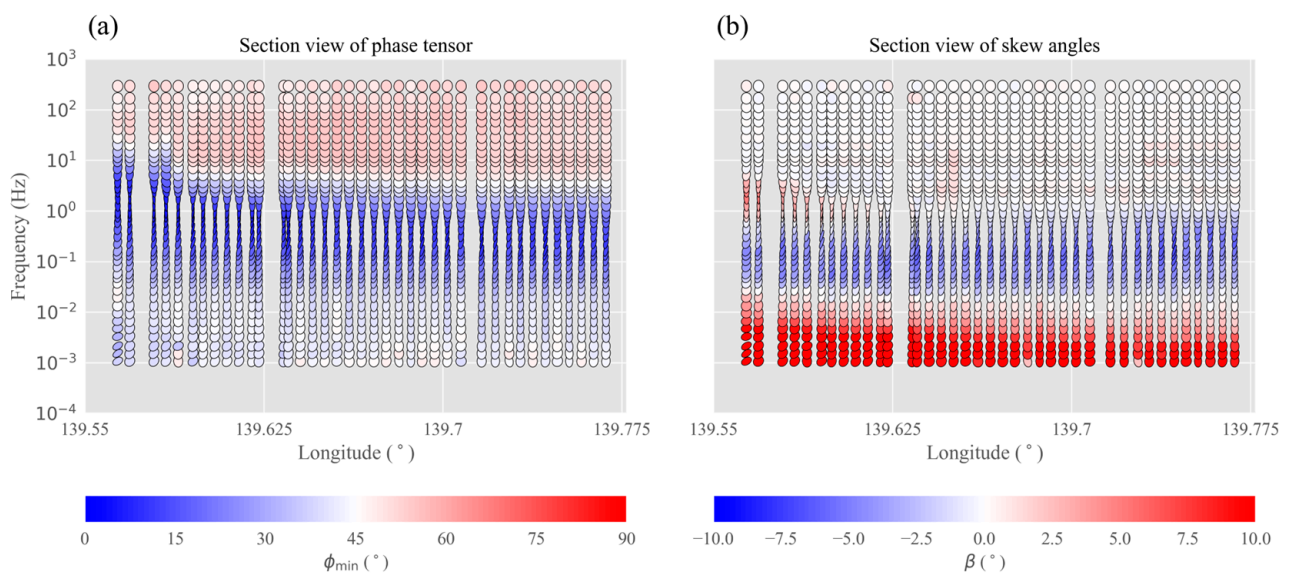 (a)
Section view of phase tensor
10³
10²
10¹
10⁰
10⁻¹
10⁻²
10⁻³
10⁻⁴
Frequency (Hz)
139.55 139.625 139.7 139.775
Longitude (°)
0 15 30 45 60 75 90
ϕmin (°)
(b)
Section view of skew angles
139.55 139.625 139.7 139.775
Longitude (°)
−10.0 −7.5 −5.0 −2.5 0.0 2.5 5.0 7.5 10.0
β (°)